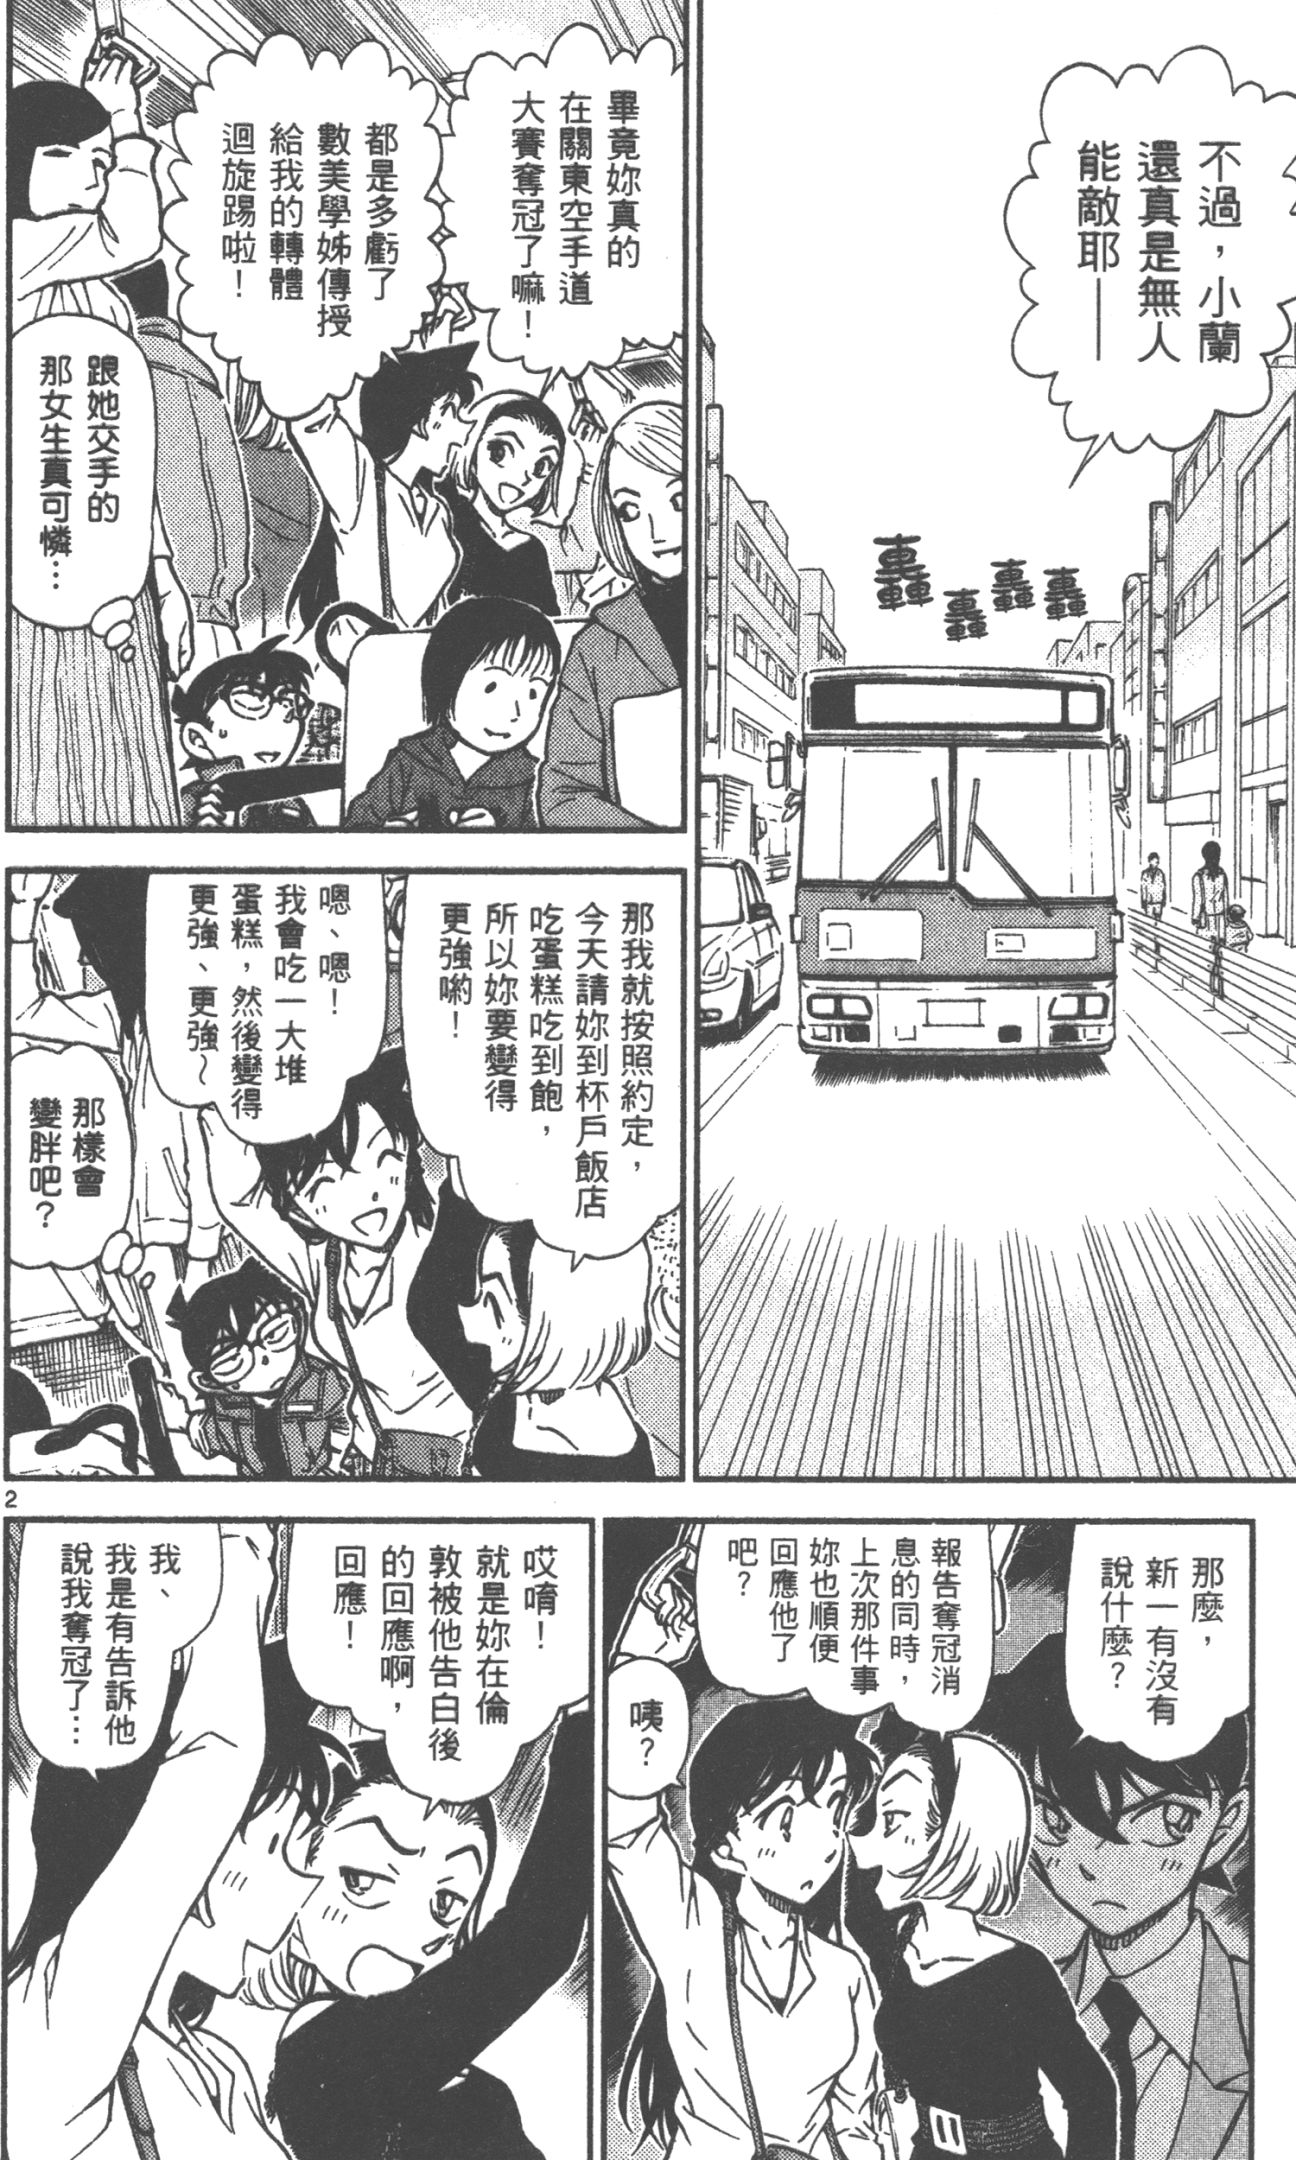 不過，小蘭
還真是無人
能敵耶——
轟
轟
轟
轟
畢竟妳真的
在關東空手道
大賽奪冠了嘛！
都是多虧了
數美學姊傳授
給我的轉體
迴旋踢啦！
跟她交手的
那女生真可憐…
那我就按照約定，
今天請妳到杯戶飯店
吃蛋糕吃到飽，
所以妳要變得
更強喲！
嗯、嗯！
我會吃一大堆
蛋糕，然後變得
更強、更強～
那樣會
變胖吧？
2
那麼，
新一有沒有
說什麼？
報告奪冠消
息的同時，
上次那件事
妳也順便
回應他了
吧？
咦？
哎唷！
就是妳在倫
敦被他告白後
的回應啊，
回應！
我、
我是有告訴他
說我奪冠了…